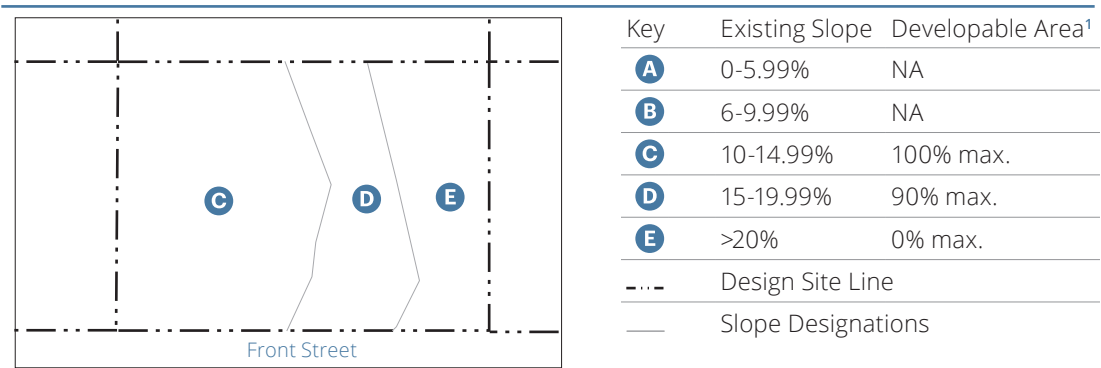 C D E
Front Street
Key Existing Slope Developable Area¹
A 0-5.99% NA
B 6-9.99% NA
C 10-14.99% 100% max.
D 15-19.99% 90% max.
E >20% 0% max.
Design Site Line
Slope Designations